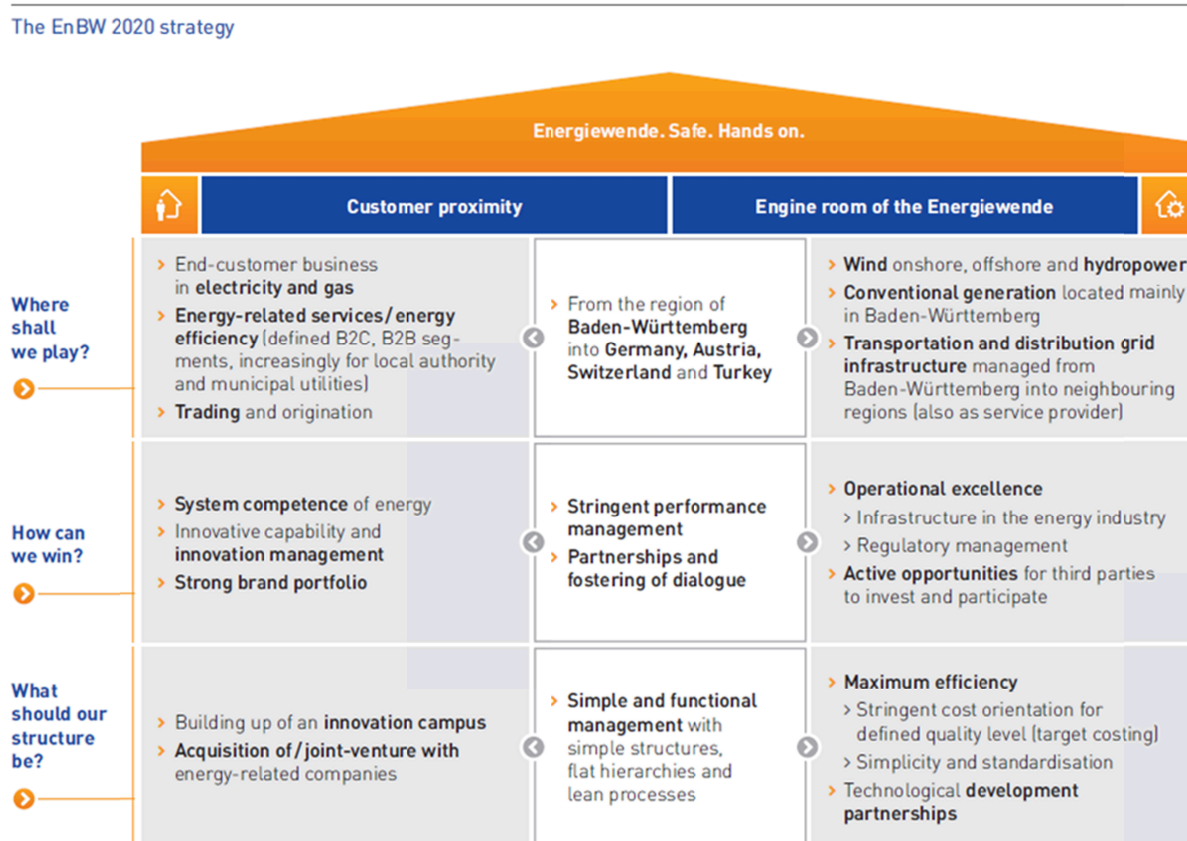 The EnBW 2020 strategy
Energiewende. Safe. Hands on.
Customer proximity
Engine room of the Energiewende
Where
shall
we play?
> End-customer business
in electricity and gas
> Energy-related services/energy
efficiency (defined B2C, B2B seg-
ments, increasingly for local authority
and municipal utilities)
> Trading and origination
> From the region of
Baden-Württemberg
into Germany, Austria,
Switzerland and Turkey
> Wind onshore, offshore and hydropower
> Conventional generation located mainly
in Baden-Württemberg
> Transportation and distribution grid
infrastructure managed from
Baden-Württemberg into neighbouring
regions (also as service provider)
How can
we win?
> System competence of energy
> Innovative capability and
innovation management
> Strong brand portfolio
> Stringent performance
management
> Partnerships and
fostering of dialogue
> Operational excellence
> Infrastructure in the energy industry
> Regulatory management
> Active opportunities for third parties
to invest and participate
What
should our
structure
be?
> Building up of an innovation campus
> Acquisition of/joint-venture with
energy-related companies
> Simple and functional
management with
simple structures,
flat hierarchies and
lean processes
> Maximum efficiency
> Stringent cost orientation for
defined quality level (target costing)
> Simplicity and standardisation
> Technological development
partnerships